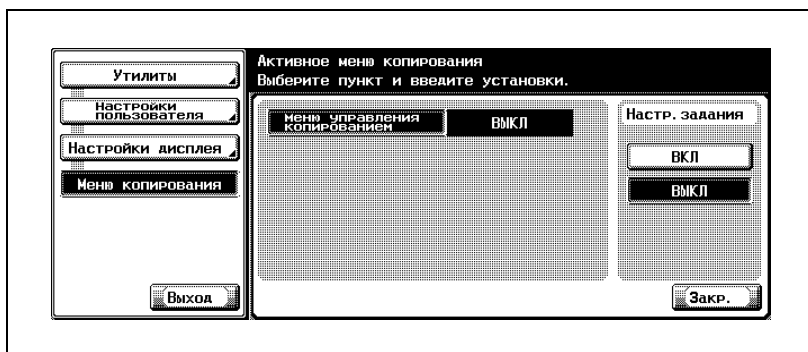 Утилиты
Настройки
пользователя
Настройки дисплея
Меню копирования
Выход
Активное меню копирования
Выберите пункт и введите установки.
Меню управления
копированием
ВЫКЛ
Настр. задания
ВКЛ
ВЫКЛ
Закр.